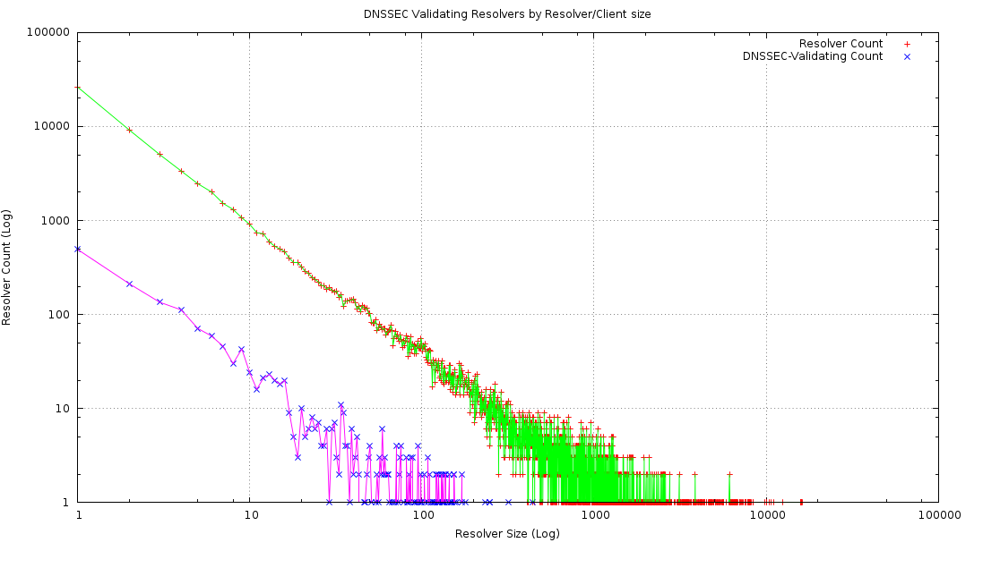 DNSSEC Validating Resolvers by Resolver/Client size
Resolver Count
DNSSEC-Validating Count
100000
10000
1000
100
10
1
Resolver Count (Log)
1 10 100 1000 10000 100000
Resolver Size (Log)